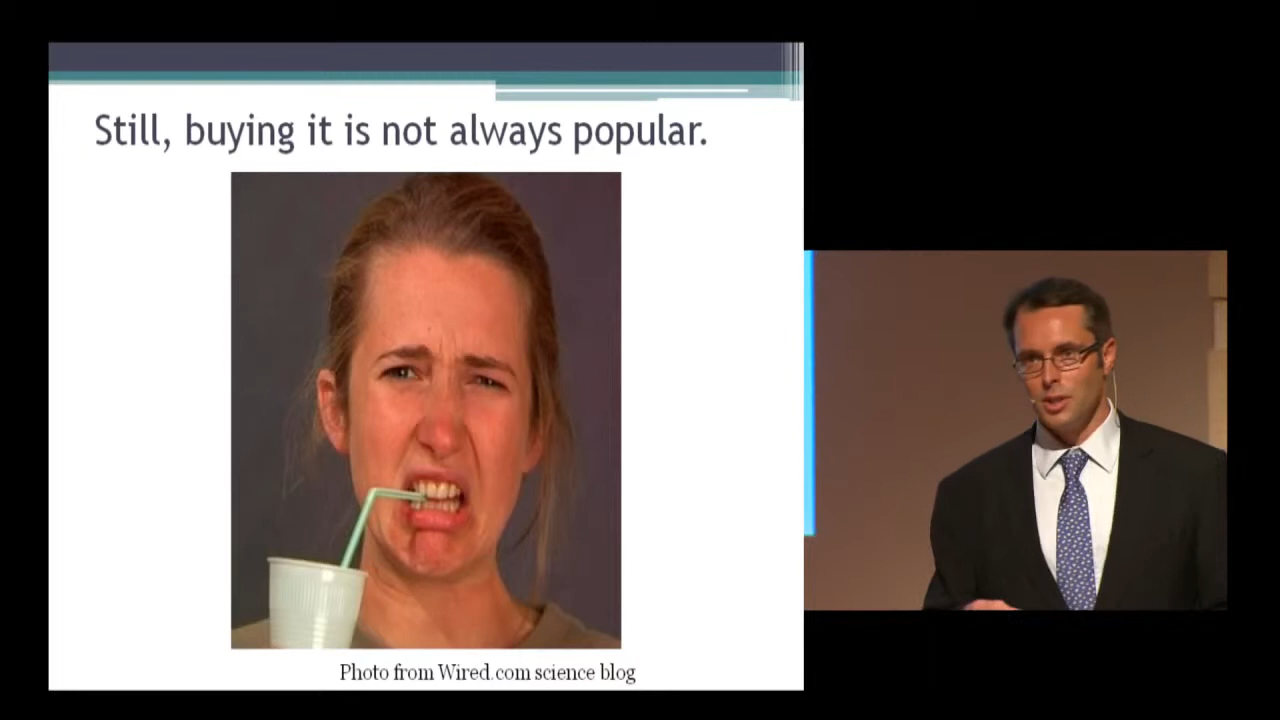 Still, buying it is not always popular.
Photo from Wired.com science blog